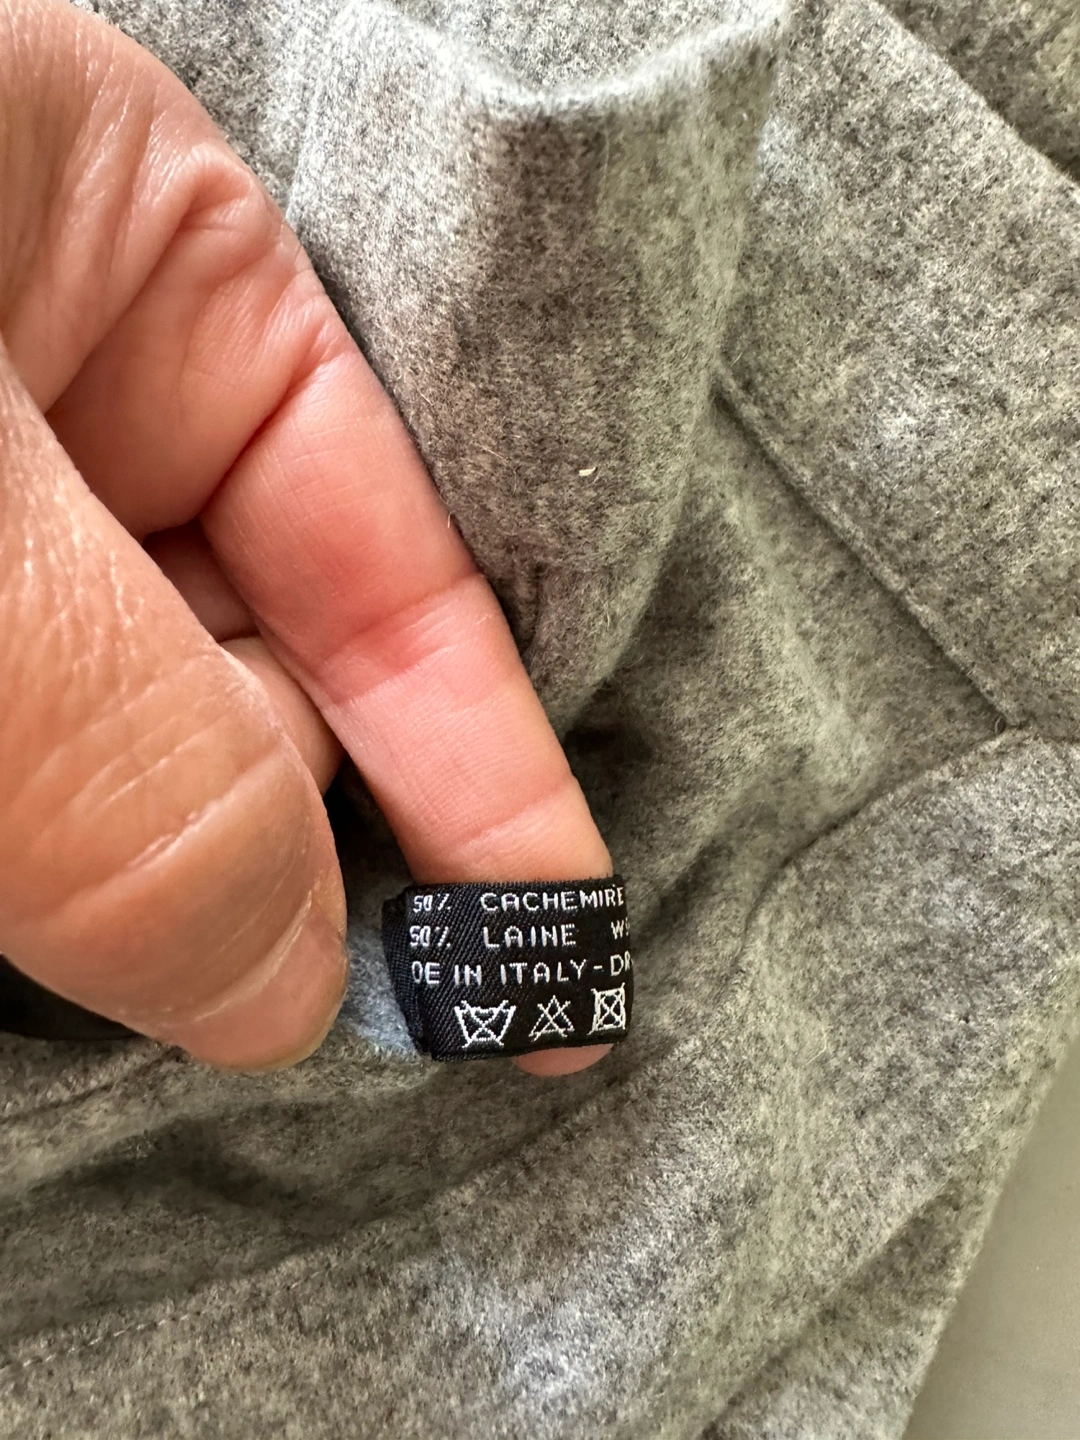 50% CACHEMIRE
50% LAINE
DE IN ITALY-